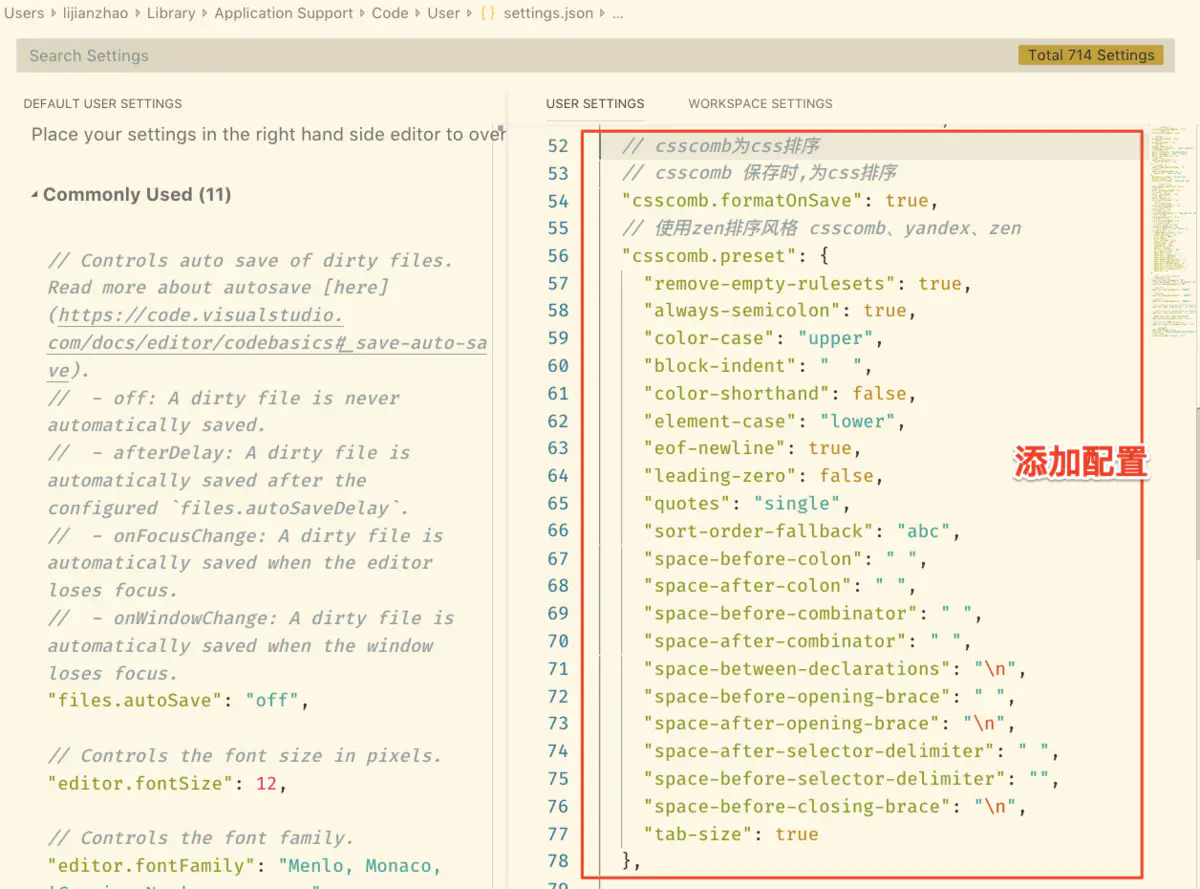 Users › lijianzhao › Library › Application Support › Code › User › {} settings.json › ...
Search Settings
Total 714 Settings
DEFAULT USER SETTINGS
Place your settings in the right hand side editor to over
Commonly Used (11)
// Controls auto save of dirty files.
Read more about autosave [here]
(https://code.visualstudio.
com/docs/editor/codebasics#_save-auto-sa
ve).
//  - off: A dirty file is never
automatically saved.
//  - afterDelay: A dirty file is
automatically saved after the
configured `files.autoSaveDelay`.
//  - onFocusChange: A dirty file is
automatically saved when the editor
loses focus.
//  - onWindowChange: A dirty file is
automatically saved when the window
loses focus.
"files.autoSave": "off",
// Controls the font size in pixels.
"editor.fontSize": 12,
// Controls the font family.
"editor.fontFamily": "Menlo, Monaco,
USER SETTINGS
WORKSPACE SETTINGS
52 // csscomb为css排序
53 // csscomb 保存时,为css排序
54 "csscomb.formatOnSave": true,
55 // 使用zen排序风格 csscomb、yandex、zen
56 "csscomb.preset": {
57 "remove-empty-rulesets": true,
58 "always-semicolon": true,
59 "color-case": "upper",
60 "block-indent": "  ",
61 "color-shorthand": false,
62 "element-case": "lower",
63 "eof-newline": true,
64 "leading-zero": false,
65 "quotes": "single",
66 "sort-order-fallback": "abc",
67 "space-before-colon": " ",
68 "space-after-colon": " ",
69 "space-before-combinator": " ",
70 "space-after-combinator": " ",
71 "space-between-declarations": "\n",
72 "space-before-opening-brace": " ",
73 "space-after-opening-brace": "\n",
74 "space-after-selector-delimiter": " ",
75 "space-before-selector-delimiter": "",
76 "space-before-closing-brace": "\n",
77 "tab-size": true
78 },
添加配置